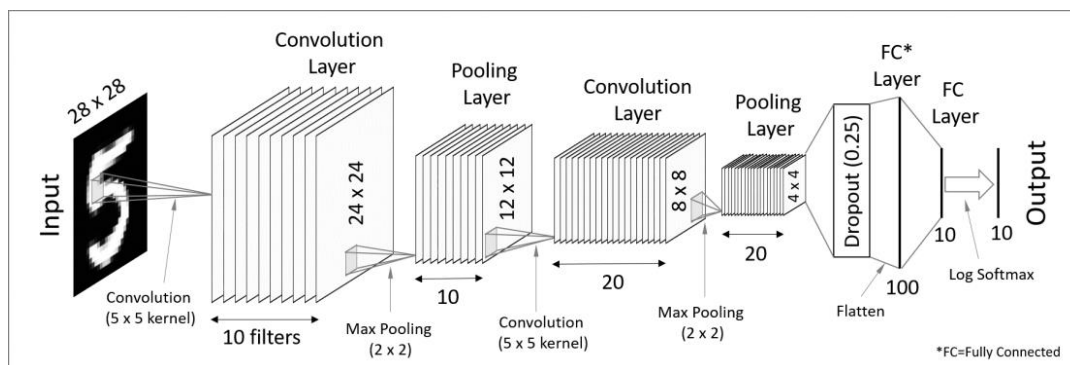 Input
28 x 28
Convolution
(5 x 5 kernel)
Convolution
Layer
24 x 24
10 filters
Max Pooling
(2 x 2)
Pooling
Layer
12 x 12
10
Convolution
(5 x 5 kernel)
Convolution
Layer
8 x 8
20
Max Pooling
(2 x 2)
Pooling
Layer
4 x 4
20
Dropout (0.25)
Flatten
FC*
Layer
100
FC
Layer
10
Log Softmax
10
Output
*FC=Fully Connected